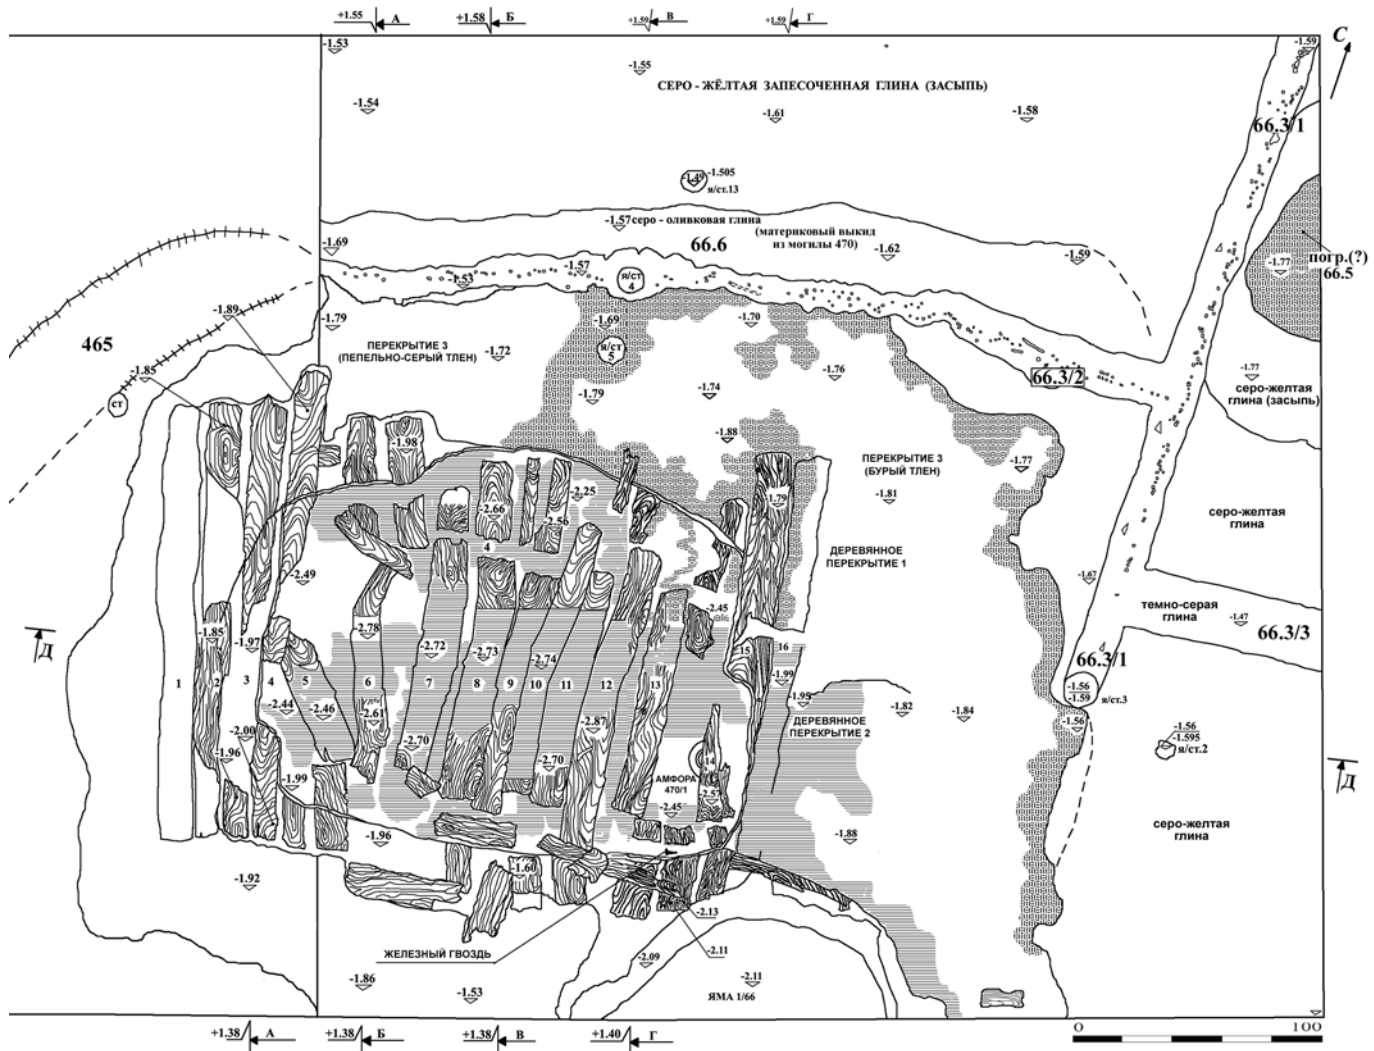 +1.55 А
+1.58 Б
+1.59 В
+1.59 Г
С
-1.53
-1.55
-1.59
СЕРО - ЖЁЛТАЯ ЗАПЕСОЧЕННАЯ ГЛИНА (ЗАСЫПЬ)
-1.54
-1.61
-1.58
66.3/1
-1.49
-1.505
я/ст.13
-1.57 серо - оливковая глина
(материковый выкид
из могилы 470)
66.6
-1.69
-1.62
-1.59
погр.(?)
66.5
-1.77
-1.57
-1.53
я/ст
4
-1.89
-1.79
-1.69
-1.70
465
ПЕРЕКРЫТИЕ 3
(ПЕПЕЛЬНО-СЕРЫЙ ТЛЕН)
-1.72
я/ст
5
-1.76
66.3/2
-1.77
серо-желтая
глина (засыпь)
-1.85
ст
-1.79
-1.74
-1.88
-1.98
ПЕРЕКРЫТИЕ 3
(БУРЫЙ ТЛЕН)
-1.77
-1.81
-2.25
-1.79
-2.66
-2.56
серо-желтая
глина
4
ДЕРЕВЯННОЕ
ПЕРЕКРЫТИЕ 1
-2.49
-1.67
-2.45
темно-серая
глина
-1.47
66.3/3
Д
-1.85
-1.97
-2.78
-2.72
-2.73
-2.74
15
16
66.3/1
1
2
3
4
5
6
7
8
9
10
11
12
13
-1.99
-1.56
-1.59
я/ст.3
-2.44
-2.46
-2.61
-2.87
-1.95
-1.82
-1.84
-2.00
ДЕРЕВЯННОЕ
ПЕРЕКРЫТИЕ 2
-1.56
-1.56
-1.595
я/ст.2
-1.96
-2.70
-2.70
14
Д
-1.99
АМФОРА
470/1
-2.57
-2.45
-1.96
-1.88
серо-желтая
глина
-1.92
-1.60
-2.13
ЖЕЛЕЗНЫЙ ГВОЗДЬ
-2.11
-2.09
-1.86
-1.53
-2.11
ЯМА 1/66
+1.38 А
+1.38 Б
+1.38 В
+1.40 Г
0 100